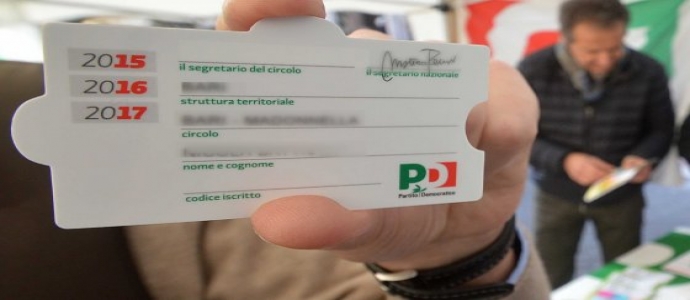 2015
2016
2017
il segretario del circolo
il segretario nazionale
BARI
struttura territoriale
circolo
nome e cognome
codice iscritto
PD
Partito Democratico